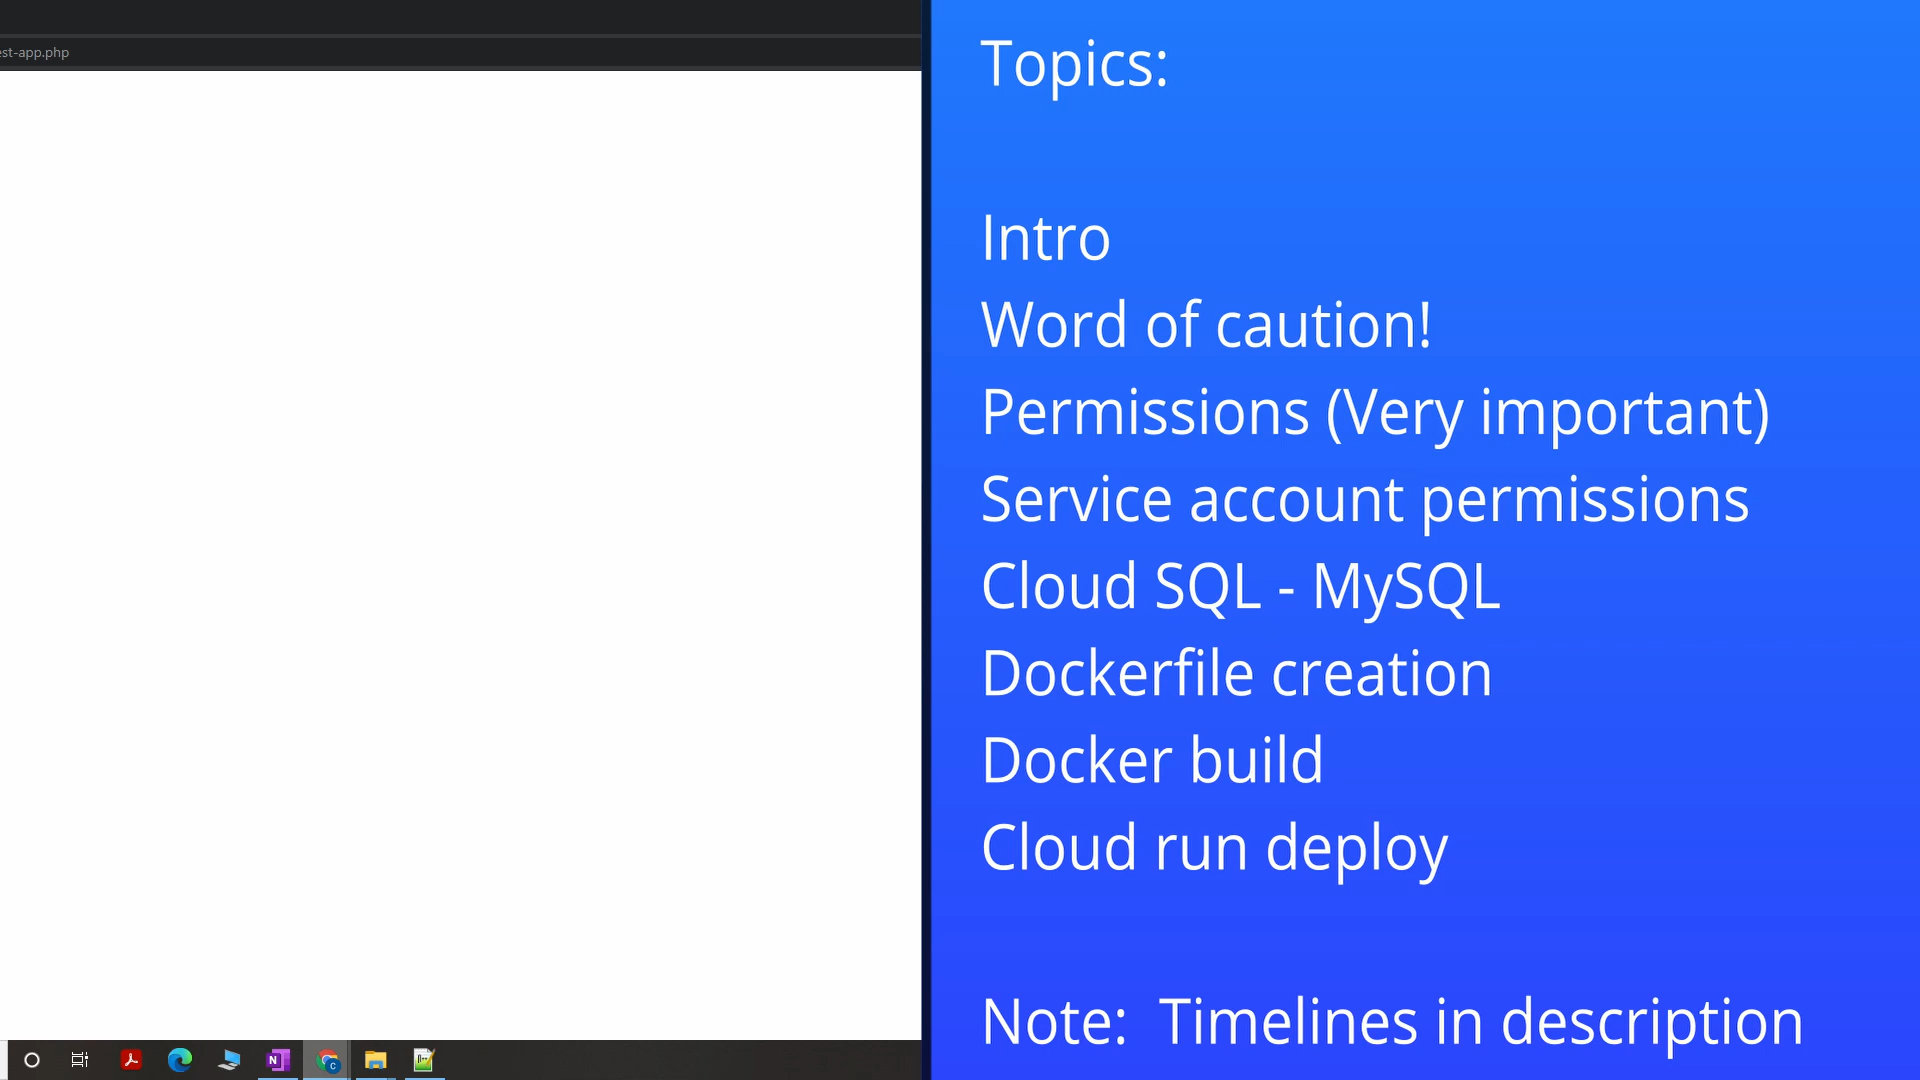 est-app.php
Topics:
Intro
Word of caution!
Permissions (Very important)
Service account permissions
Cloud SQL - MySQL
Dockerfile creation
Docker build
Cloud run deploy
Note:  Timelines in description